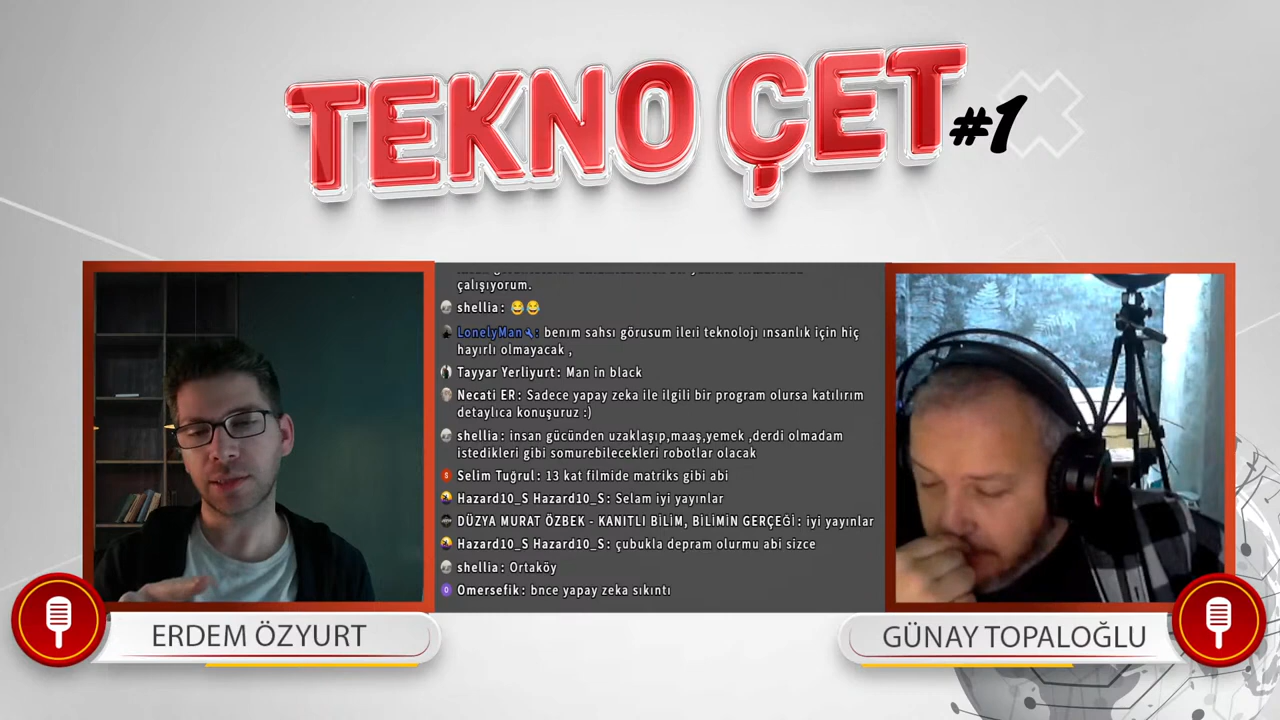 TEKNO ÇET
#1
çalışıyorum.
shellia: 😂😂
LonelyMan: benım sahsı görusum ileıi teknolojı ınsanlık için hiç
hayırlı olmayacak ,
Tayyar Yerliyurt: Man in black
Necati ER: Sadece yapay zeka ile ilgili bir program olursa katılırım
detaylıca konuşuruz :)
shellia: insan gücünden uzaklaşıp,maaş,yemek ,derdi olmadam
istedikleri gibi somurebilecekleri robotlar olacak
S Selim Tuğrul: 13 kat filmide matriks gibi abi
Hazard10_S Hazard10_S: Selam iyi yayınlar
DÜZYA MURAT ÖZBEK - KANITLI BİLİM, BİLİMİN GERÇEĞİ: iyi yayınlar
Hazard10_S Hazard10_S: çubukla depram olurmu abi sizce
shellia: Ortaköy
O Omersefik: bnce yapay zeka sıkıntı
ERDEM ÖZYURT
GÜNAY TOPALOĞLU